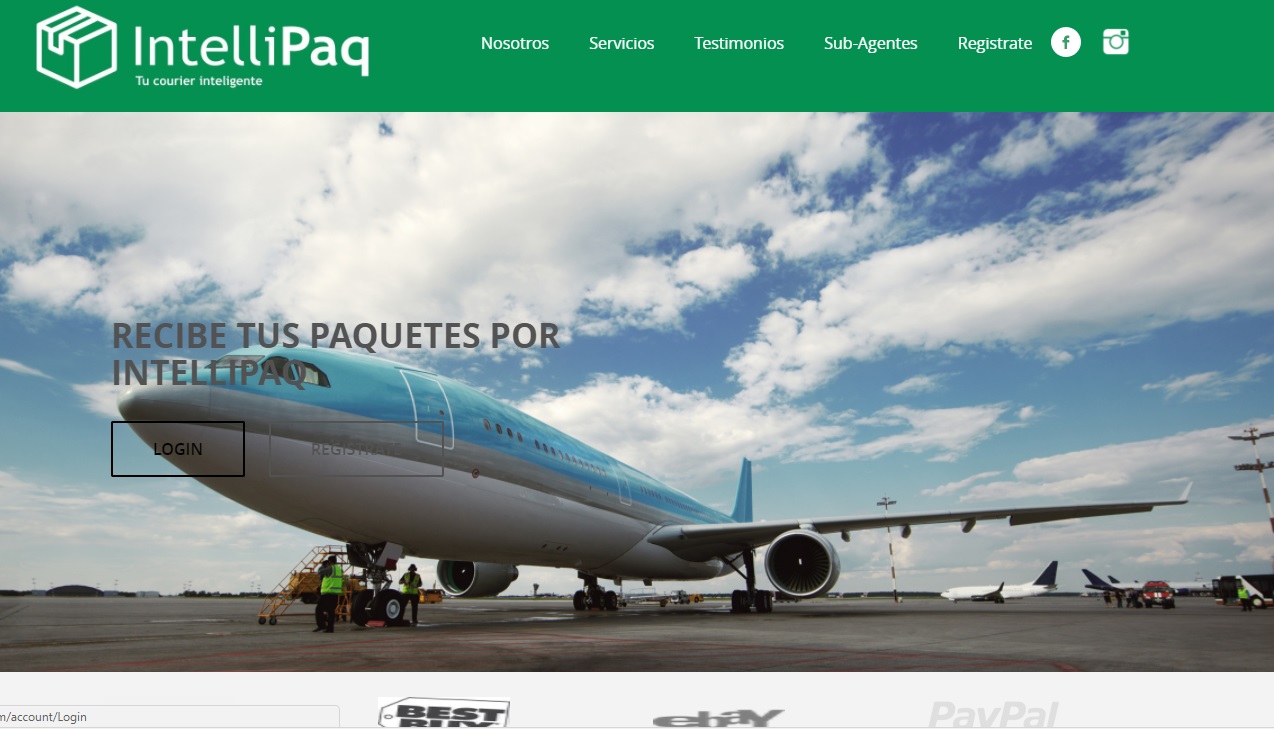 IntelliPaq
Tu courier inteligente
Nosotros
Servicios
Testimonios
Sub-Agentes
Registrate
RECIBE TUS PAQUETES POR
INTELLIPAQ
LOGIN
REGISTRATE
m/account/Login
BEST
BUY
ebay
PayPal